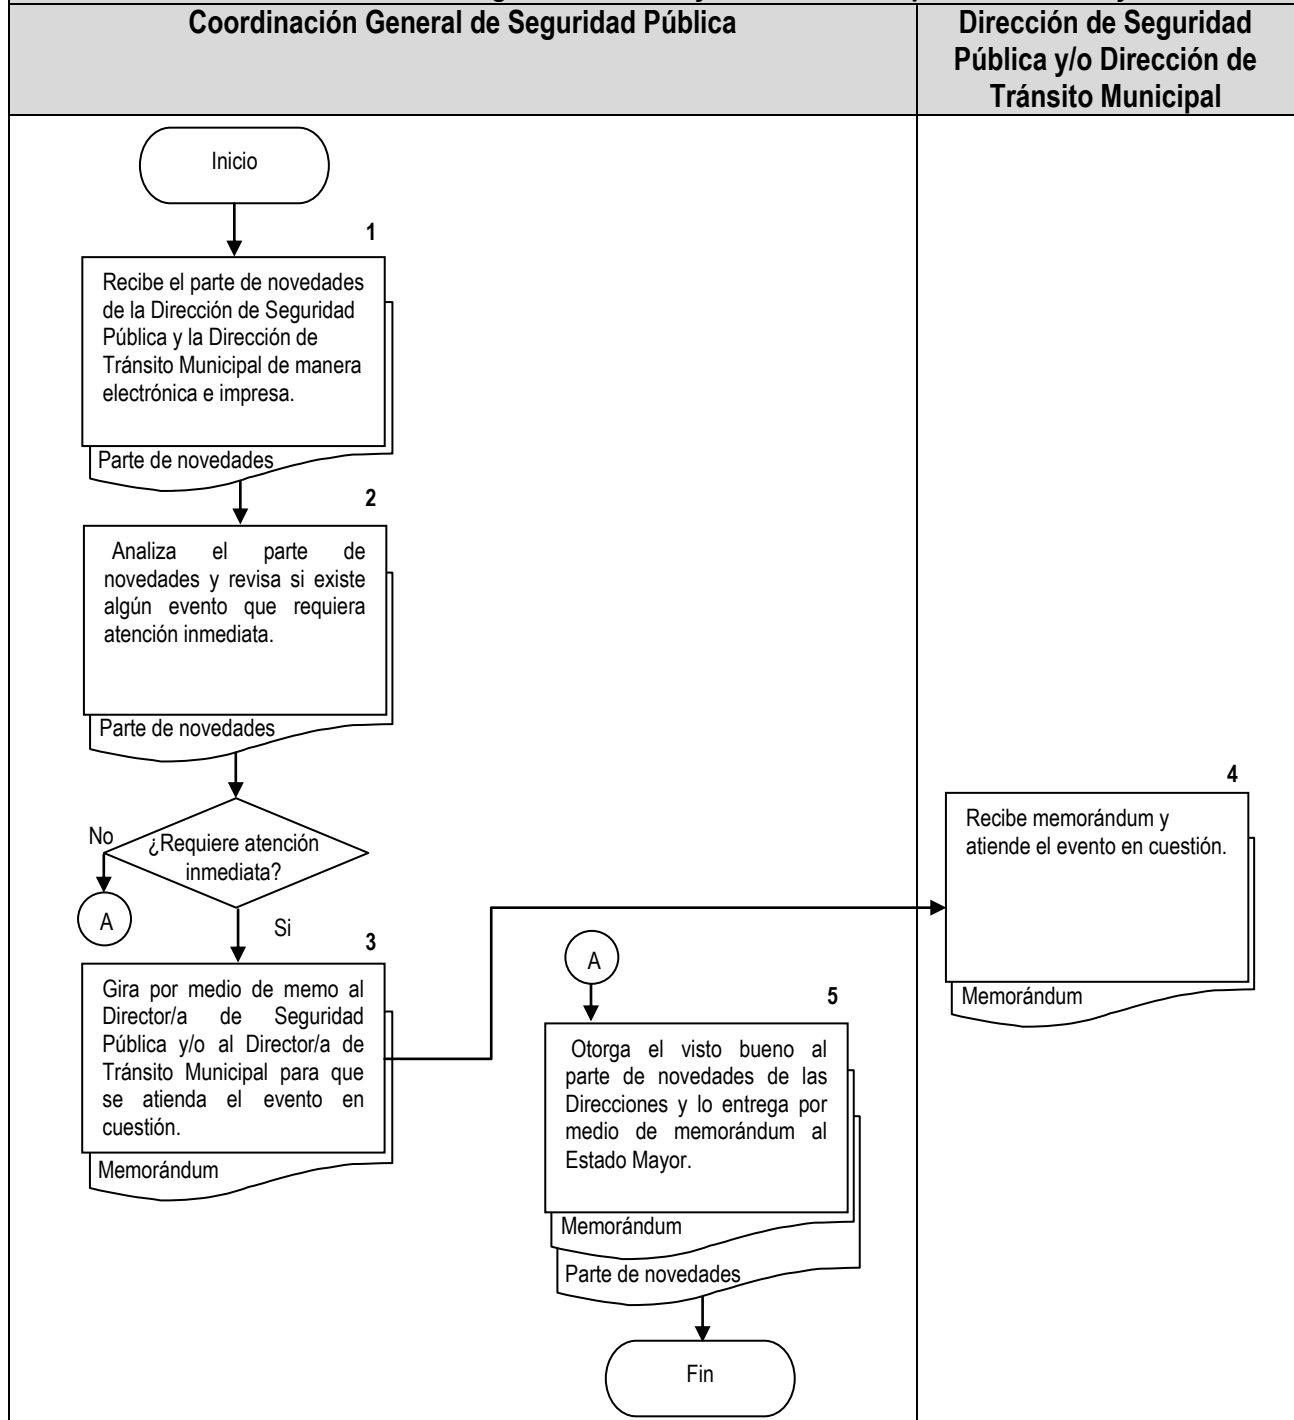 Coordinación General de Seguridad Pública
Dirección de Seguridad
Pública y/o Dirección de
Tránsito Municipal
Inicio
1
Recibe el parte de novedades
de la Dirección de Seguridad
Pública y la Dirección de
Tránsito Municipal de manera
electrónica e impresa.
Parte de novedades
2
Analiza el parte de
novedades y revisa si existe
algún evento que requiera
atención inmediata.
Parte de novedades
No
¿Requiere atención
inmediata?
A
Si
3
Gira por medio de memo al
Director/a de Seguridad
Pública y/o al Director/a de
Tránsito Municipal para que
se atienda el evento en
cuestión.
Memorándum
4
Recibe memorándum y
atiende el evento en cuestión.
Memorándum
A
5
Otorga el visto bueno al
parte de novedades de las
Direcciones y lo entrega por
medio de memorándum al
Estado Mayor.
Memorándum
Parte de novedades
Fin